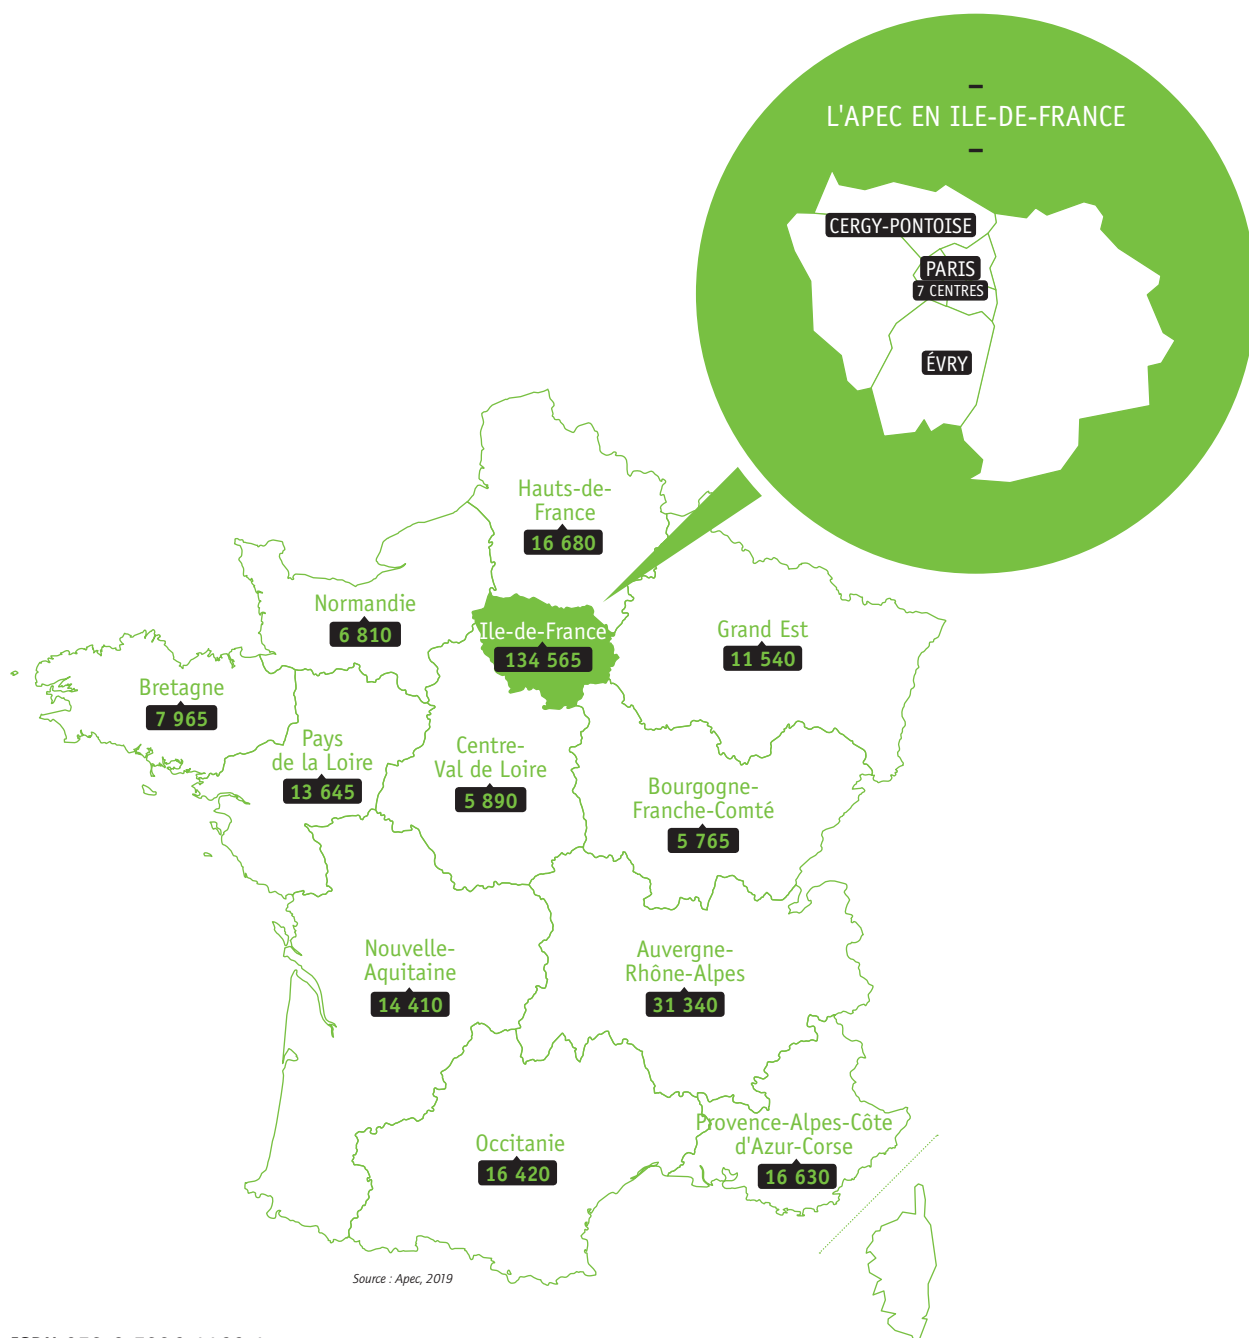 L'APEC EN ILE-DE-FRANCE
CERGY-PONTOISE
PARIS
7 CENTRES
ÉVRY
Hauts-de-
France
16 680
Normandie
6 810
Ile-de-France
134 565
Grand Est
11 540
Bretagne
7 965
Pays
de la Loire
13 645
Centre-
Val de Loire
5 890
Bourgogne-
Franche-Comté
5 765
Nouvelle-
Aquitaine
14 410
Auvergne-
Rhône-Alpes
31 340
Provence-Alpes-Côte
d'Azur-Corse
16 630
Occitanie
16 420
Source : Apec, 2019